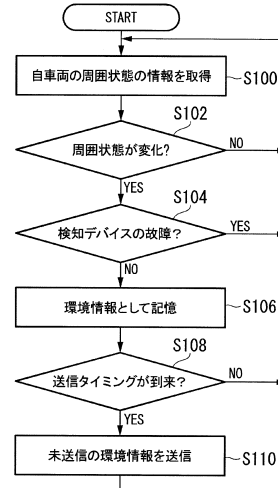 START
自車両の周囲状態の情報を取得
S100
S102
周囲状態が変化?
NO
YES
S104
検知デバイスの故障?
YES
NO
環境情報として記憶
S106
S108
送信タイミングが到来?
NO
YES
未送信の環境情報を送信
S110